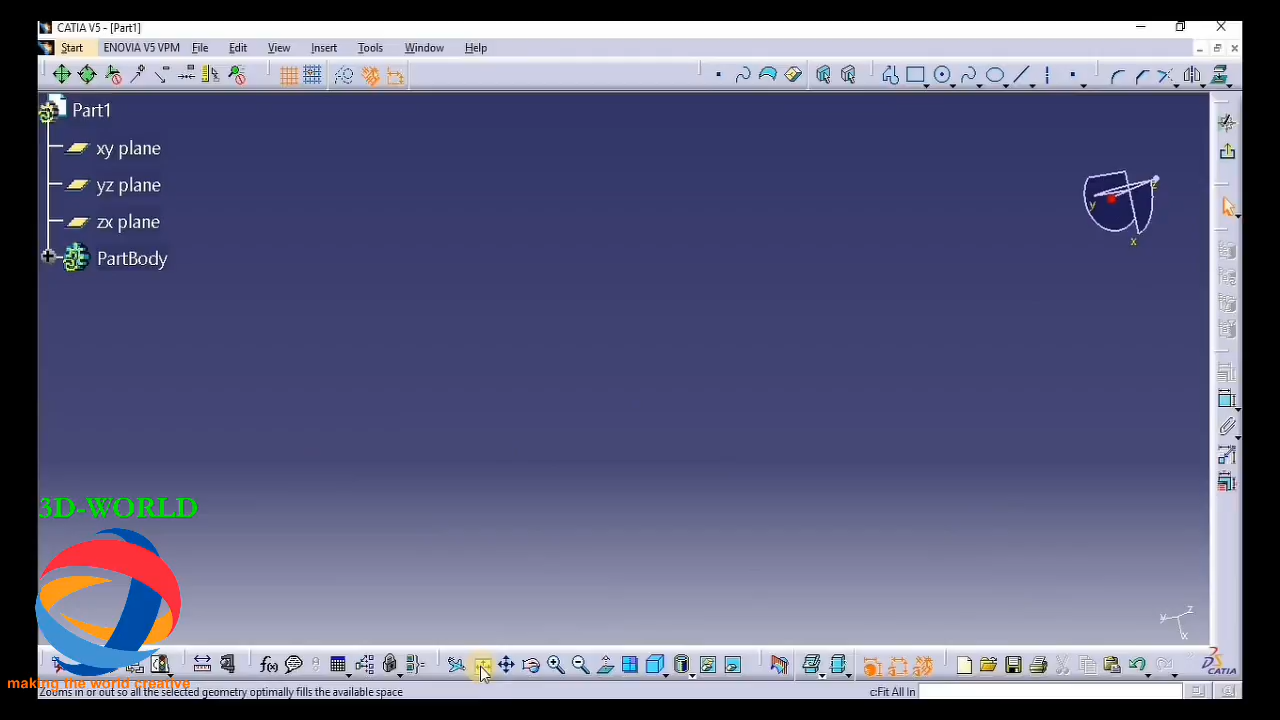 CATIA V5 - [Part1]
Start ENOVIA V5 VPM File Edit View Insert Tools Window Help
Part1
xy plane
yz plane
zx plane
PartBody
z
y
x
3D-WORLD
y z
x
f(x)
CATIA
making the world creative
Zooms in or out so all the selected geometry optimally fills the available space
c:Fit All In